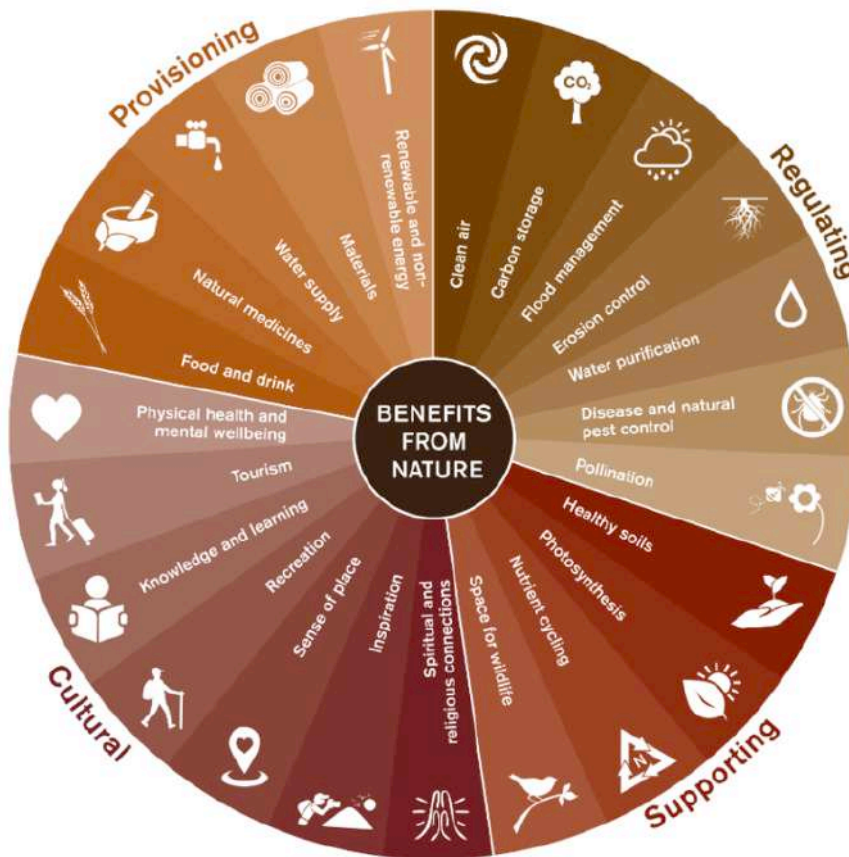 Provisioning
Regulating
Supporting
Cultural
BENEFITS
FROM
NATURE
Clean air
Carbon storage
CO₂
Flood management
Erosion control
Water purification
Disease and natural
pest control
Pollination
Healthy soils
Photosynthesis
Nutrient cycling
N
Space for wildlife
Spiritual and
religious connections
Inspiration
Sense of place
Recreation
Knowledge and learning
Tourism
Physical health and
mental wellbeing
Food and drink
Natural medicines
Water supply
Materials
Renewable and non-
renewable energy